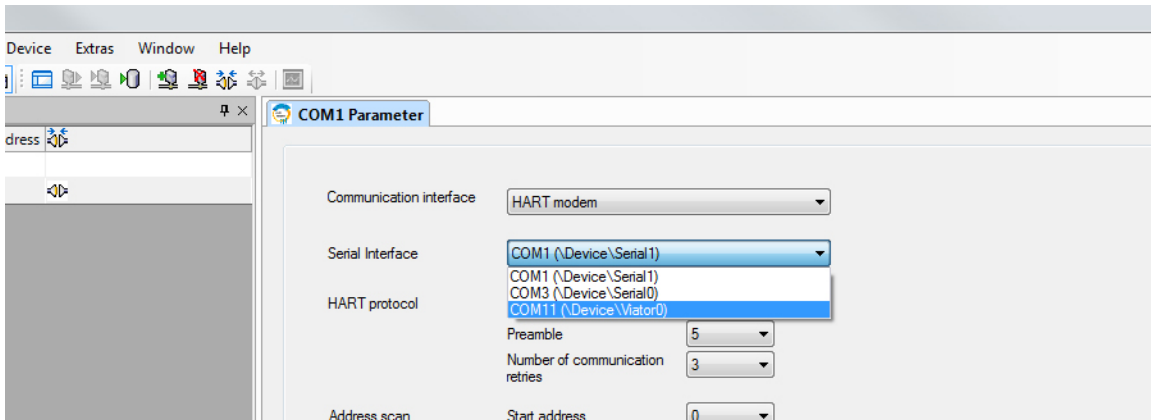 Device Extras Window Help
COM1 Parameter
dress
Communication interface HART modem
Serial Interface COM1 (\Device\Serial1)
COM1 (\Device\Serial1)
COM3 (\Device\Serial0)
HART protocol
COM11 (\Device\Viator0)
Preamble 5
Number of communication 3
retries
Address scan Start address 0